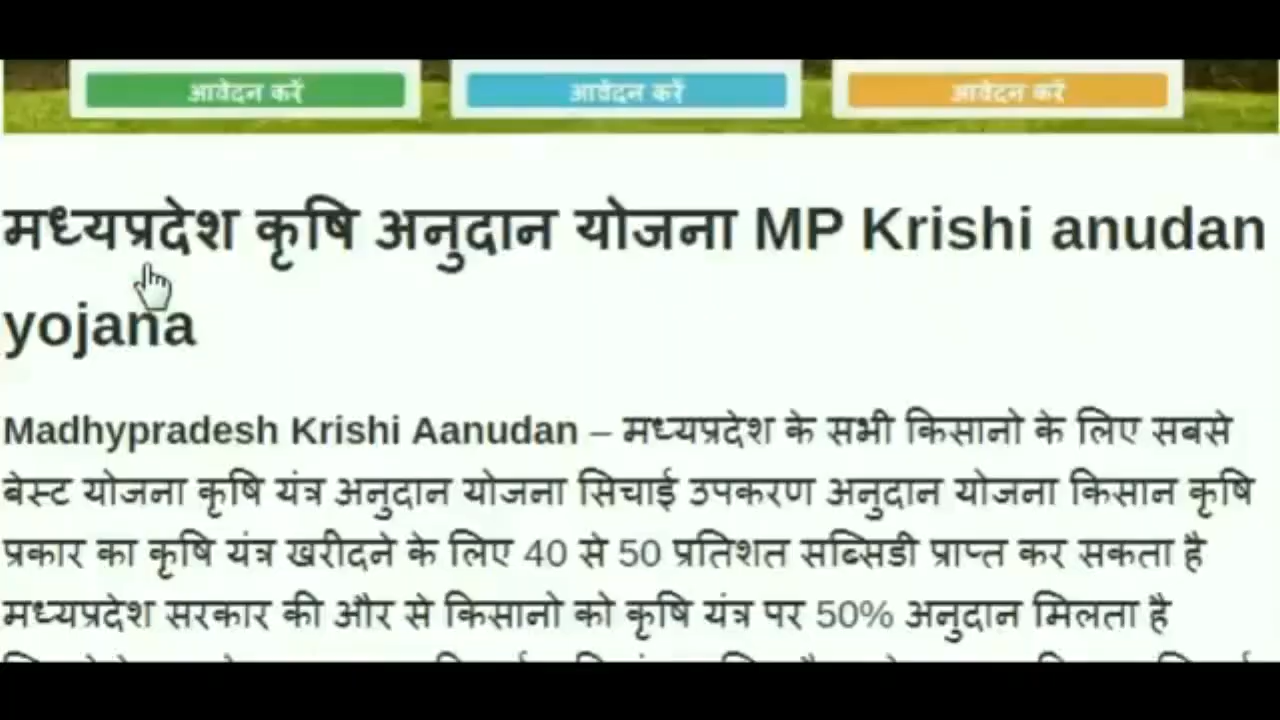 आवेदन करें आवेदन करें आवेदन करें
मध्यप्रदेश कृषि अनुदान योजना MP Krishi anudan
yojana
Madhypradesh Krishi Aanudan – मध्यप्रदेश के सभी किसानो के लिए सबसे
बेस्ट योजना कृषि यंत्र अनुदान योजना सिचाई उपकरण अनुदान योजना किसान कृषि
प्रकार का कृषि यंत्र खरीदने के लिए 40 से 50 प्रतिशत सब्सिडी प्राप्त कर सकता है
मध्यप्रदेश सरकार की और से किसानो को कृषि यंत्र पर 50% अनुदान मिलता है